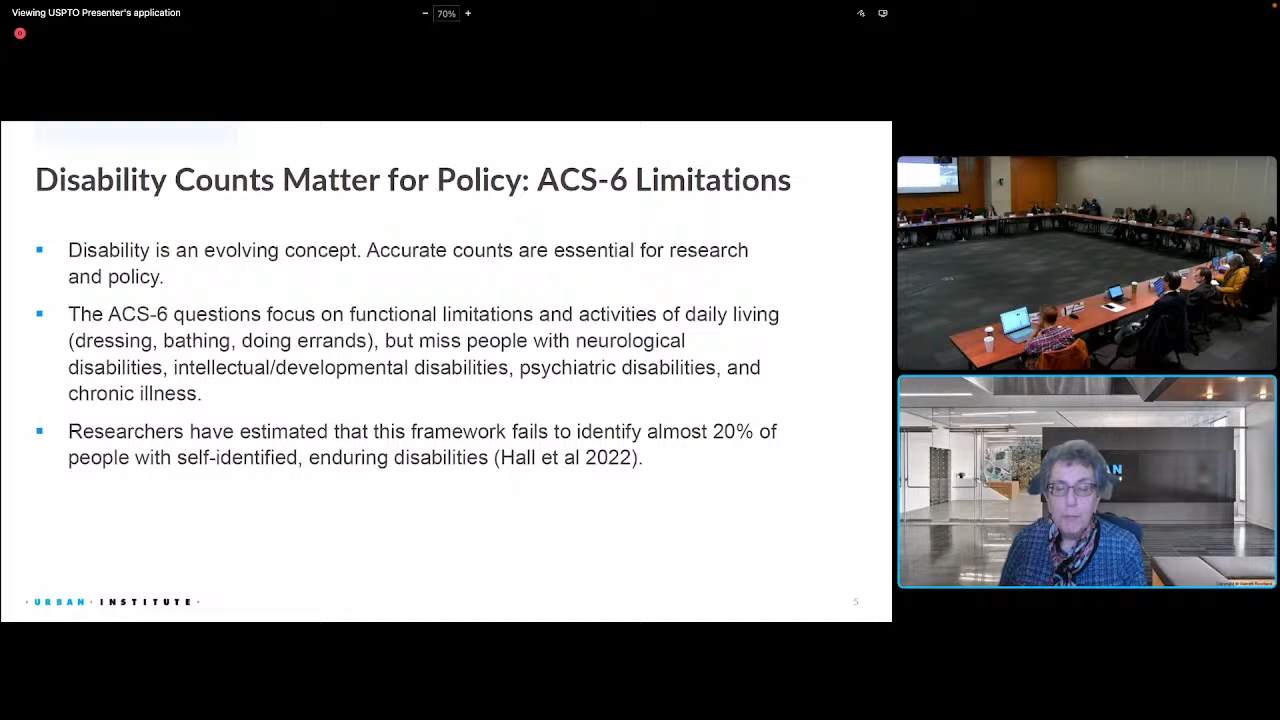 Viewing USPTO Presenter's application
− 70% +
Disability Counts Matter for Policy: ACS-6 Limitations
Disability is an evolving concept. Accurate counts are essential for research
and policy.
The ACS-6 questions focus on functional limitations and activities of daily living
(dressing, bathing, doing errands), but miss people with neurological
disabilities, intellectual/developmental disabilities, psychiatric disabilities, and
chronic illness.
Researchers have estimated that this framework fails to identify almost 20% of
people with self-identified, enduring disabilities (Hall et al 2022).
· URBAN · INSTITUTE ·
5
AN